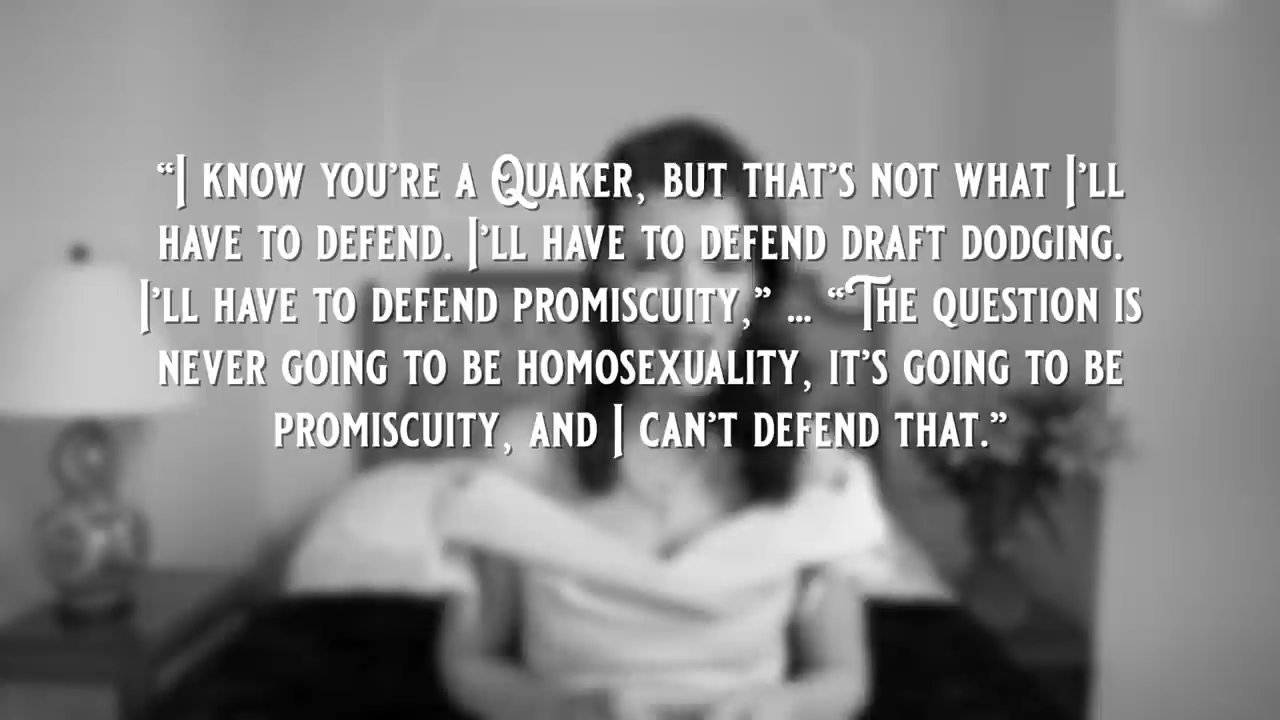 “I know you’re a Quaker, but that’s not what I’ll
have to defend. I’ll have to defend draft dodging.
I’ll have to defend promiscuity,” … “The question is
never going to be homosexuality, it’s going to be
promiscuity, and I can’t defend that.”